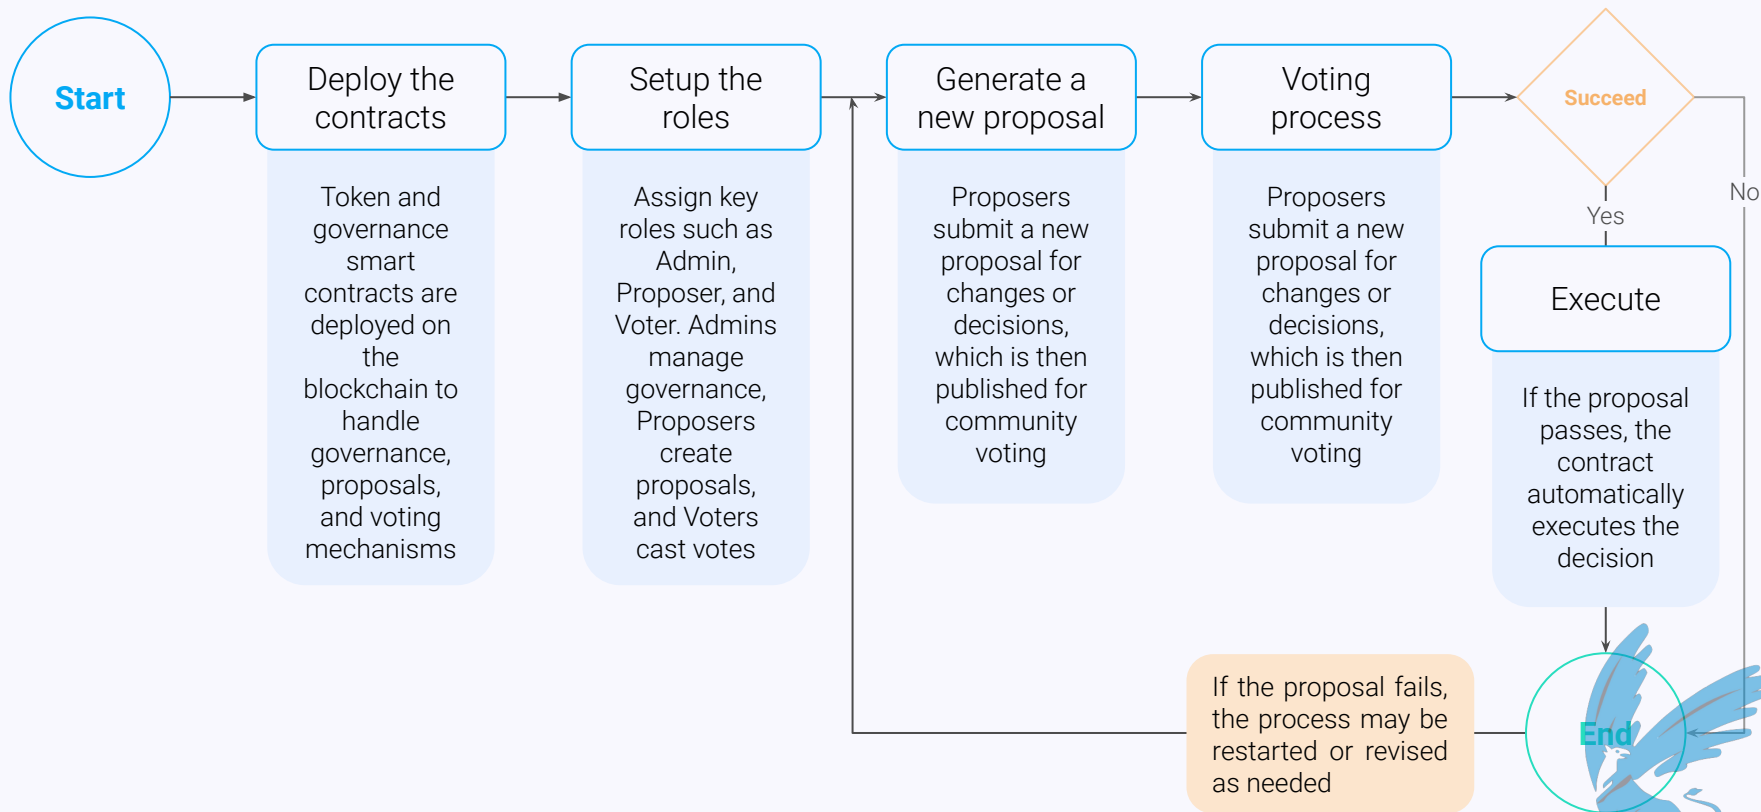 Start
Deploy the
contracts
Token and
governance
smart
contracts are
deployed on
the
blockchain to
handle
governance,
proposals,
and voting
mechanisms
Setup the
roles
Assign key
roles such as
Admin,
Proposer, and
Voter. Admins
manage
governance,
Proposers
create
proposals,
and Voters
cast votes
Generate a
new proposal
Proposers
submit a new
proposal for
changes or
decisions,
which is then
published for
community
voting
Voting
process
Proposers
submit a new
proposal for
changes or
decisions,
which is then
published for
community
voting
Succeed
No
Yes
Execute
If the proposal
passes, the
contract
automatically
executes the
decision
End
If the proposal fails,
the process may be
restarted or revised
as needed